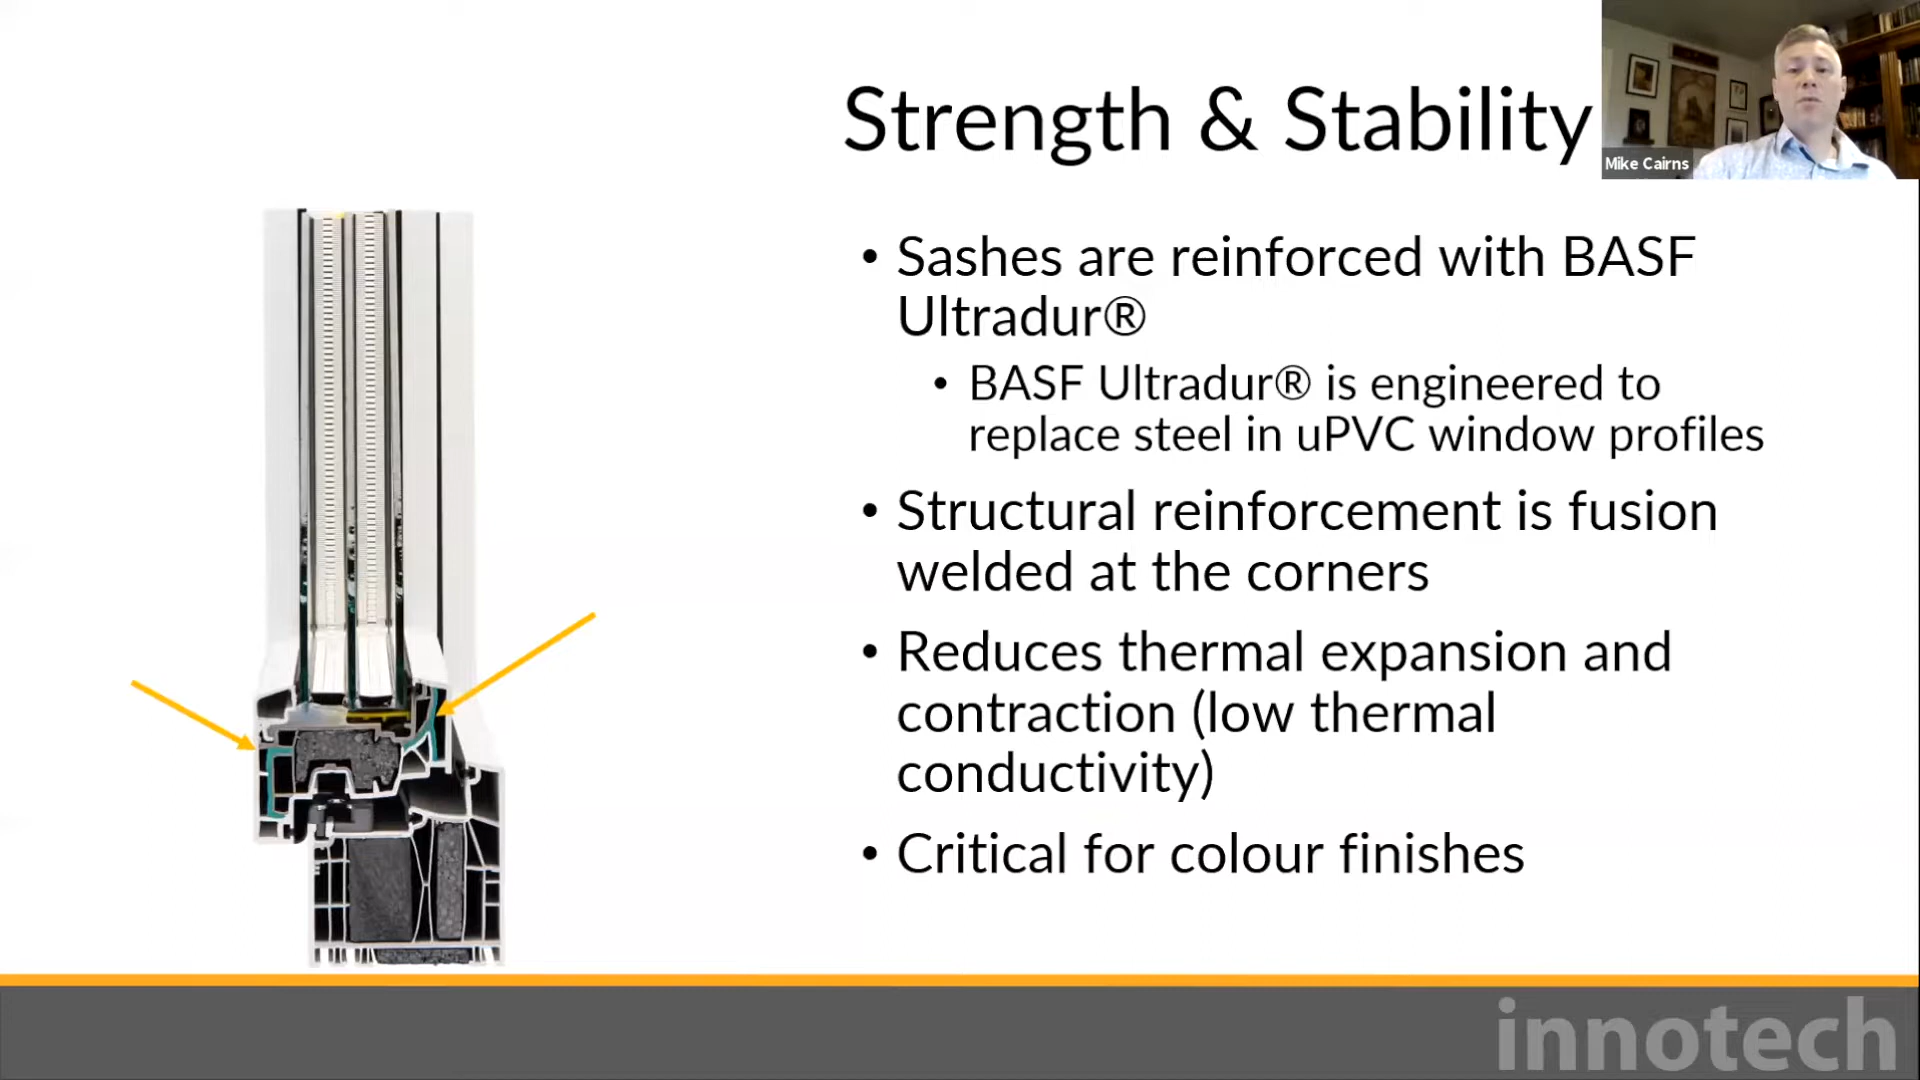 Strength & Stability
Mike Cairns
• Sashes are reinforced with BASF
Ultradur®
• BASF Ultradur® is engineered to
replace steel in uPVC window profiles
• Structural reinforcement is fusion
welded at the corners
• Reduces thermal expansion and
contraction (low thermal
conductivity)
• Critical for colour finishes
innotech